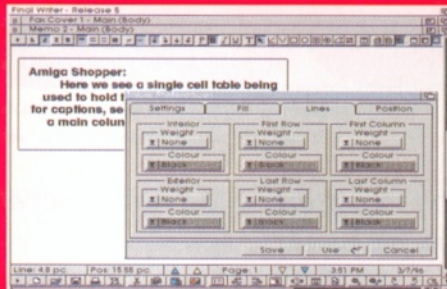 Final Writer - Release 5
Fax Cover 1 - Main (Body)
Memo 2 - Main (Body)
Amiga Shopper:
Here we see a single cell table being
used to hold
for captions, se
a main colum
Settings Fill Lines Position
Interior First Row First Column
Weight Weight Weight
None None None
Colour Colour Colour
Black Black Black
Exterior Last Row Last Column
Weight Weight Weight
None None None
Colour Colour Colour
Black Black Black
Save Use Cancel
Line: 4.8 pc. Pos: 15.55 pc. Page: 1 3:51 PM 3/7/96